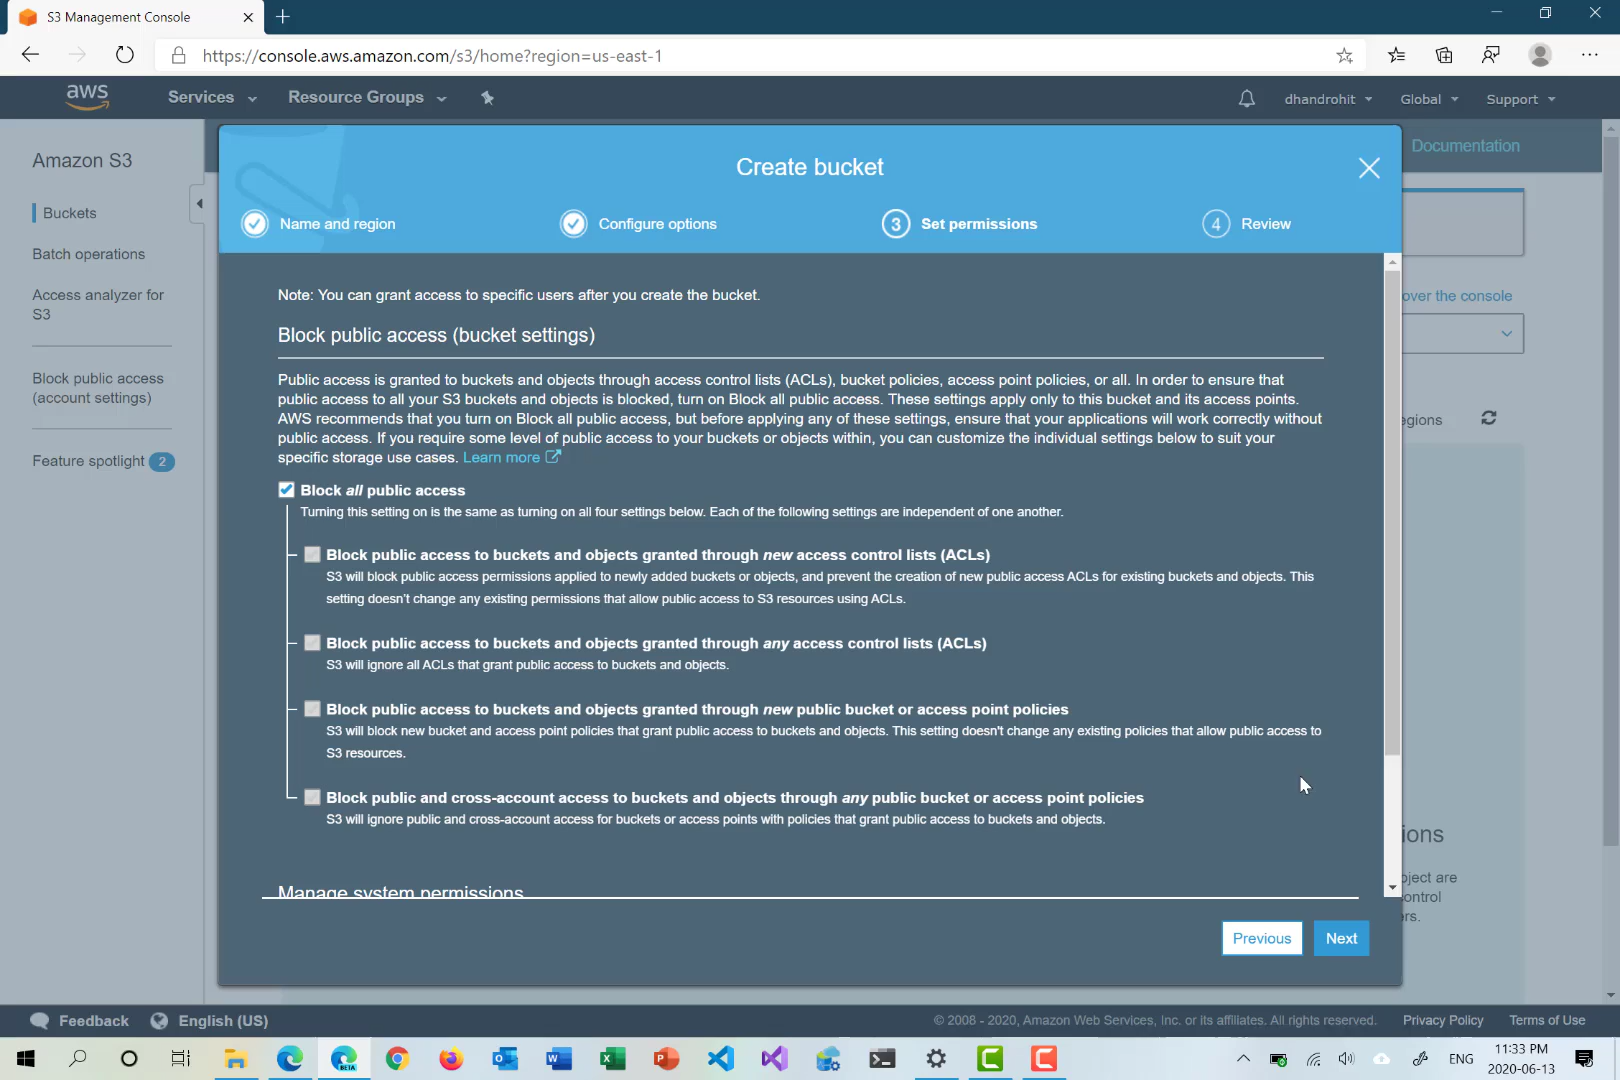 S3 Management Console
https://console.aws.amazon.com/s3/home?region=us-east-1
aws
Services
Resource Groups
dhandrohit
Global
Support
Amazon S3
Buckets
Batch operations
Access analyzer for
S3
Block public access
(account settings)
Feature spotlight 2
Documentation
Create bucket
Name and region
Configure options
3 Set permissions
4 Review
over the console
Note: You can grant access to specific users after you create the bucket.
Block public access (bucket settings)
Public access is granted to buckets and objects through access control lists (ACLs), bucket policies, access point policies, or all. In order to ensure that
public access to all your S3 buckets and objects is blocked, turn on Block all public access. These settings apply only to this bucket and its access points.
AWS recommends that you turn on Block all public access, but before applying any of these settings, ensure that your applications will work correctly without
public access. If you require some level of public access to your buckets or objects within, you can customize the individual settings below to suit your
specific storage use cases. Learn more
egions
Block all public access
Turning this setting on is the same as turning on all four settings below. Each of the following settings are independent of one another.
Block public access to buckets and objects granted through new access control lists (ACLs)
S3 will block public access permissions applied to newly added buckets or objects, and prevent the creation of new public access ACLs for existing buckets and objects. This
setting doesn't change any existing permissions that allow public access to S3 resources using ACLs.
Block public access to buckets and objects granted through any access control lists (ACLs)
S3 will ignore all ACLs that grant public access to buckets and objects.
Block public access to buckets and objects granted through new public bucket or access point policies
S3 will block new bucket and access point policies that grant public access to buckets and objects. This setting doesn't change any existing policies that allow public access to
S3 resources.
Block public and cross-account access to buckets and objects through any public bucket or access point policies
S3 will ignore public and cross-account access for buckets or access points with policies that grant public access to buckets and objects.
Manage system permissions
ions
bject are
ontrol
ers.
Previous
Next
Feedback
English (US)
© 2008 - 2020, Amazon Web Services, Inc. or its affiliates. All rights reserved.
Privacy Policy
Terms of Use
BETA
ENG
11:33 PM
2020-06-13